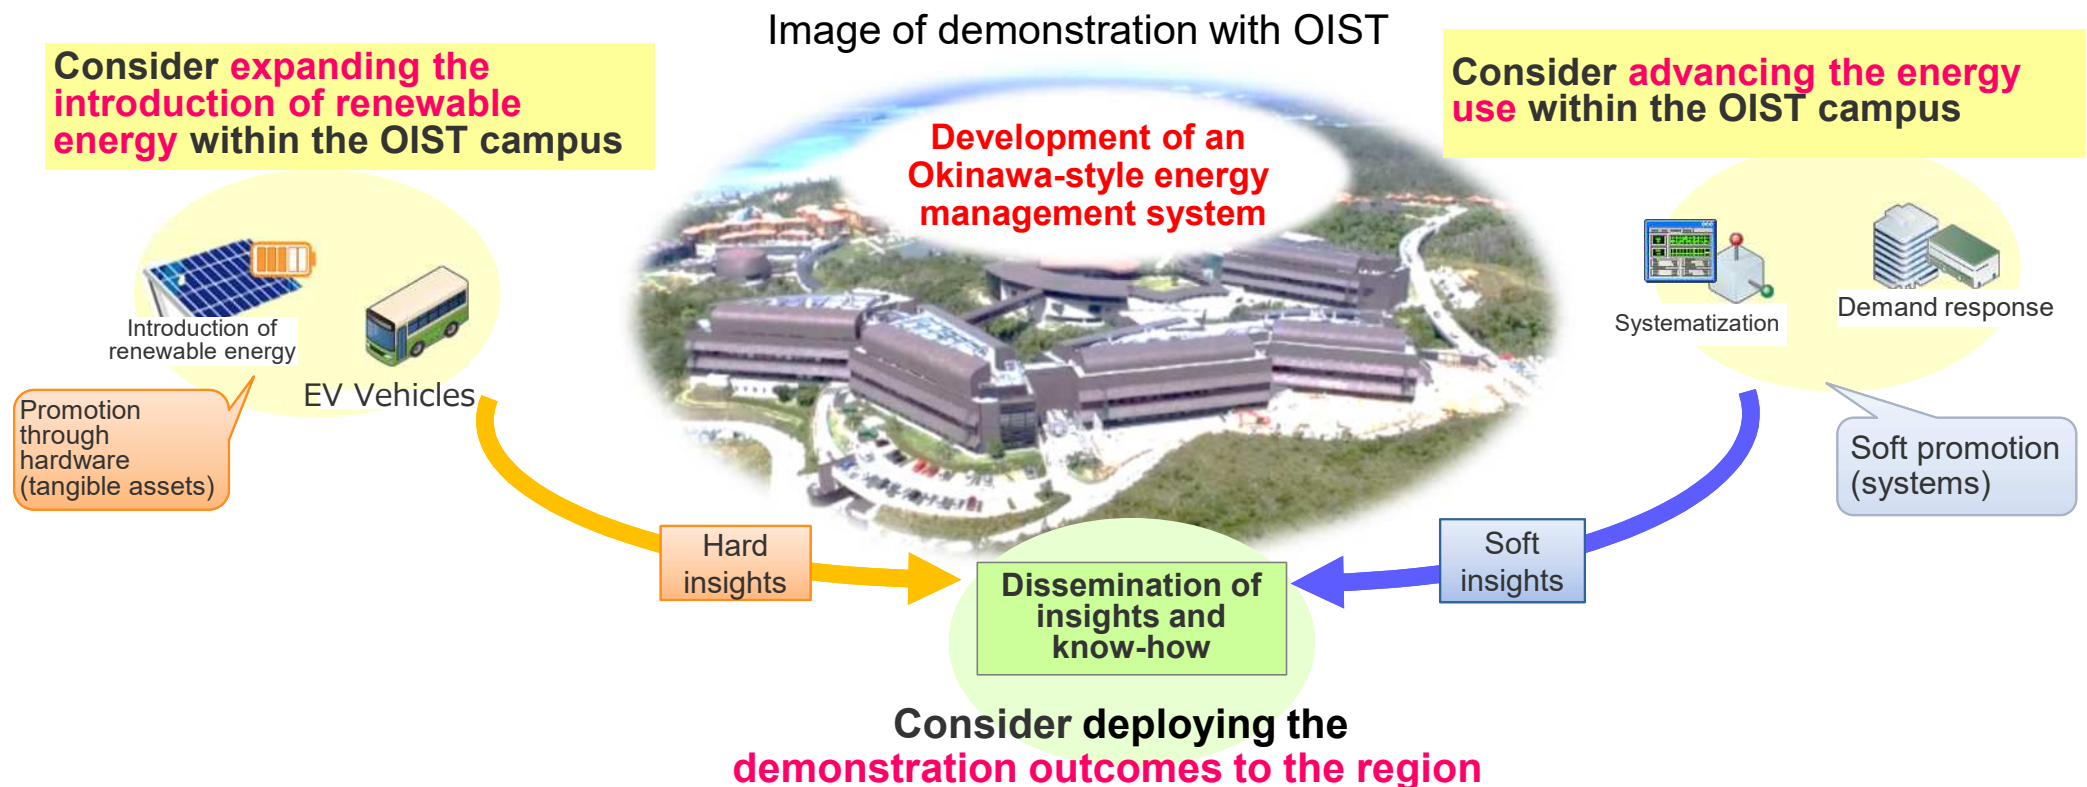 Image of demonstration with OIST
Consider expanding the
introduction of renewable
energy within the OIST campus
Development of an
Okinawa-style energy
management system
Consider advancing the energy
use within the OIST campus
Introduction of
renewable energy
EV Vehicles
Promotion
through
hardware
(tangible assets)
Systematization
Demand response
Soft promotion
(systems)
Hard
insights
Soft
insights
Dissemination of
insights and
know-how
Consider deploying the
demonstration outcomes to the region